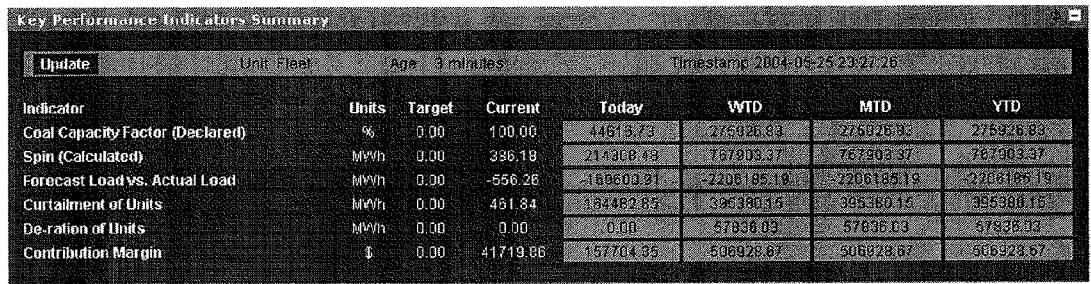 Key Performance Indicators Summary
Update Unit Fleet Age 3 minutes Timestamp 2004-05-25 23:27:26
Indicator Units Target Current Today WTD MTD YTD
Coal Capacity Factor (Declared) % 0.00 100.00 44616.73 275926.83 275926.83 275926.83
Spin (Calculated) MWh 0.00 386.18 767903.37 767903.37 767903.37
Forecast Load vs. Actual Load MWh 0.00 -556.26 -2206185.19 -2206185.19 -2206185.19
Curtailment of Units MWh 0.00 461.84 395380.15 395380.15 395380.15
De-ration of Units MWh 0.00 0.00 0.00 57836.03 57836.03 57836.03
Contribution Margin $ 0.00 41719.86 157704.35 506928.67 506928.67 506928.67